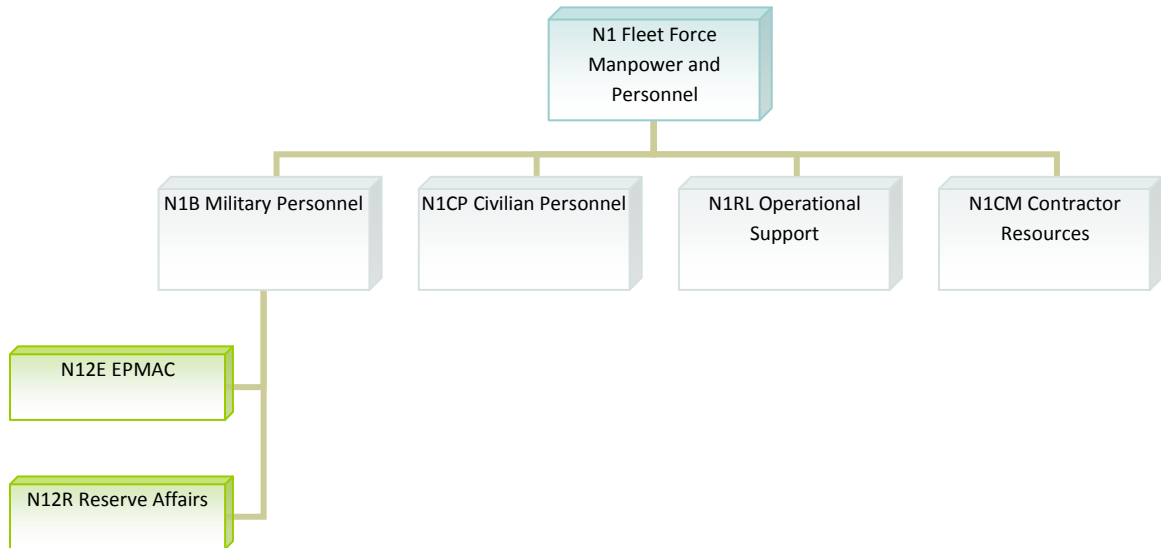 N1 Fleet Force
Manpower and
Personnel
N1B Military Personnel
N1CP Civilian Personnel
N1RL Operational
Support
N1CM Contractor
Resources
N12E EPMAC
N12R Reserve Affairs